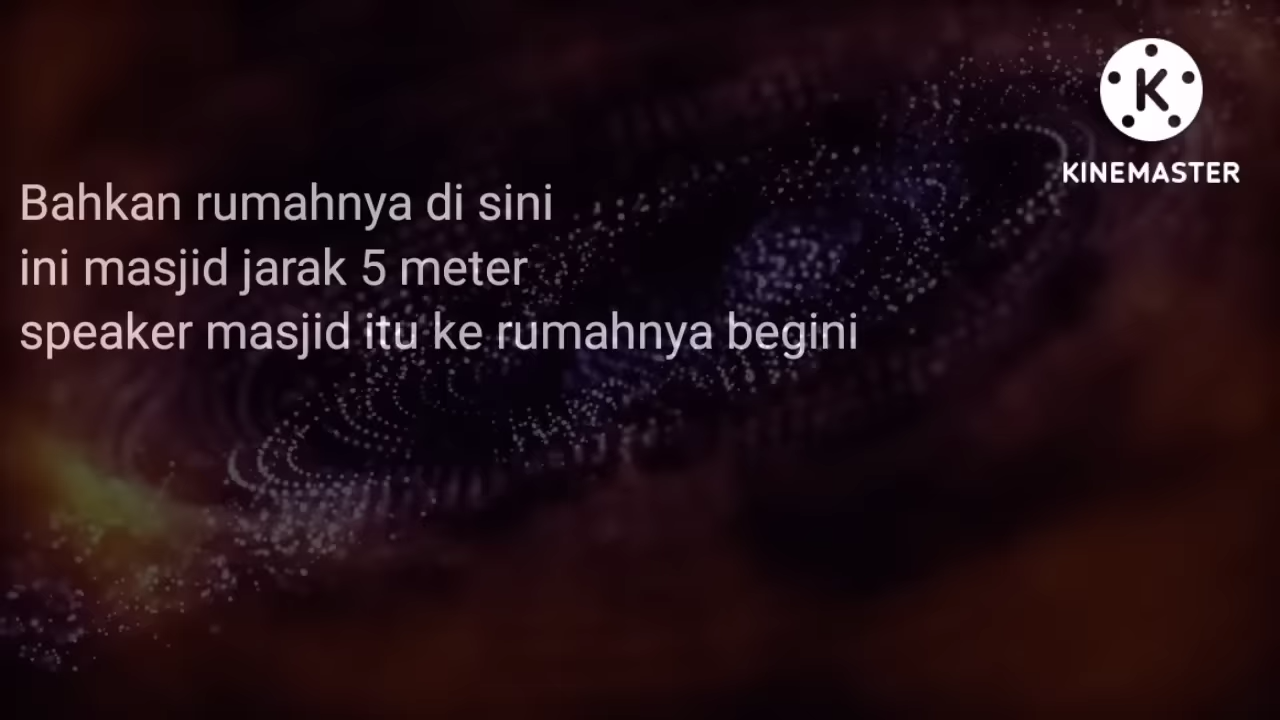 K
KINEMASTER
Bahkan rumahnya di sini
ini masjid jarak 5 meter
speaker masjid itu ke rumahnya begini